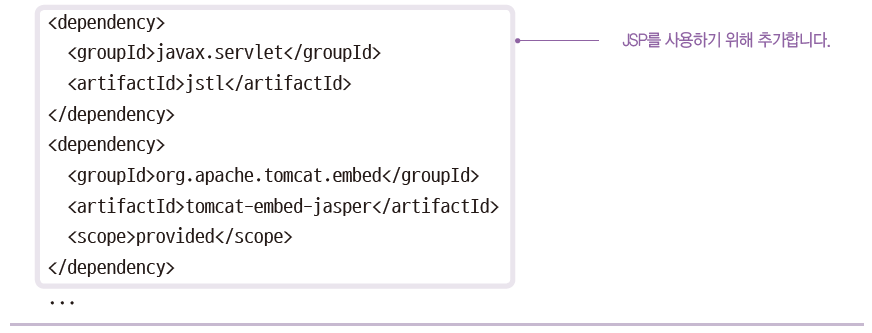 <dependency>
<groupId>javax.servlet</groupId>
<artifactId>jstl</artifactId>
</dependency>
<dependency>
<groupId>org.apache.tomcat.embed</groupId>
<artifactId>tomcat-embed-jasper</artifactId>
<scope>provided</scope>
</dependency>
...
JSP를 사용하기 위해 추가합니다.